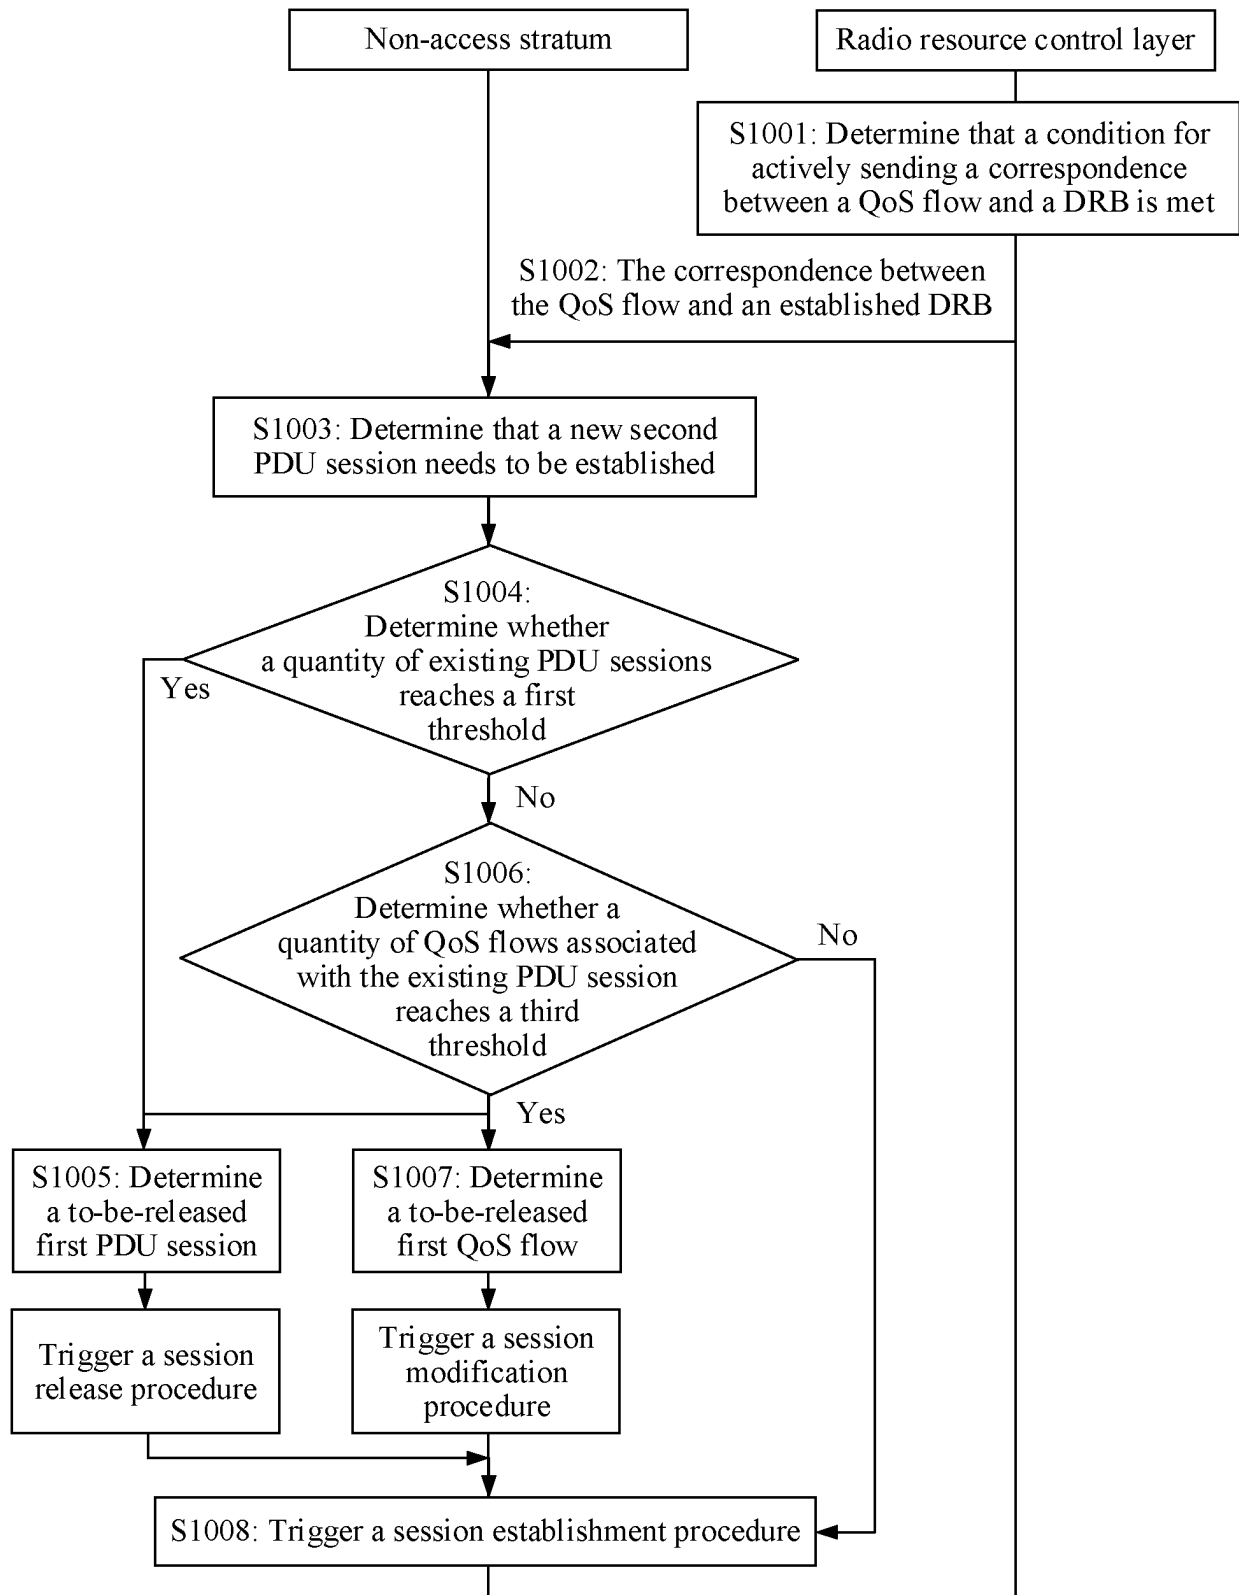 Non-access stratum
Radio resource control layer
S1001: Determine that a condition for
actively sending a correspondence
between a QoS flow and a DRB is met
S1002: The correspondence between
the QoS flow and an established DRB
S1003: Determine that a new second
PDU session needs to be established
S1004:
Determine whether
a quantity of existing PDU sessions
reaches a first
threshold
Yes
No
S1006:
Determine whether a
quantity of QoS flows associated
with the existing PDU session
reaches a third
threshold
No
Yes
S1005: Determine
a to-be-released
first PDU session
S1007: Determine
a to-be-released
first QoS flow
Trigger a session
release procedure
Trigger a session
modification
procedure
S1008: Trigger a session establishment procedure